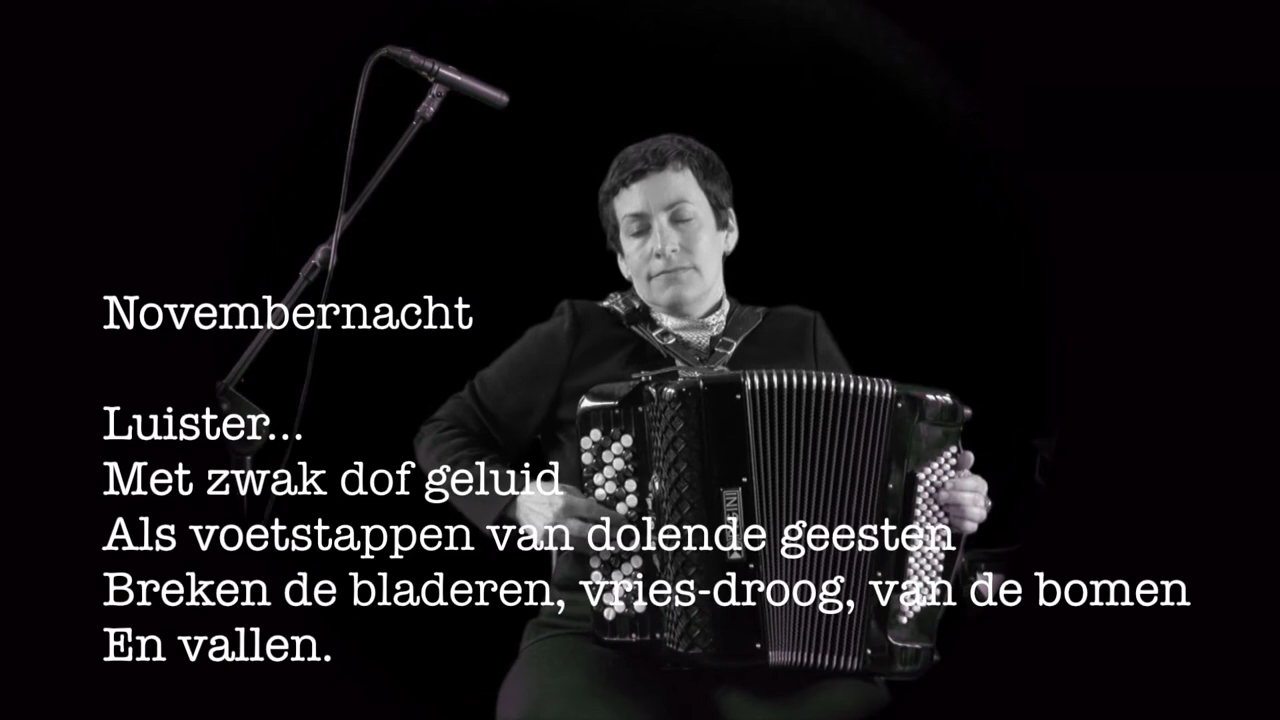 Novembernacht
Luister...
Met zwak dof geluid
Als voetstappen van dolende geesten
Breken de bladeren, vries-droog, van de bomen
En vallen.